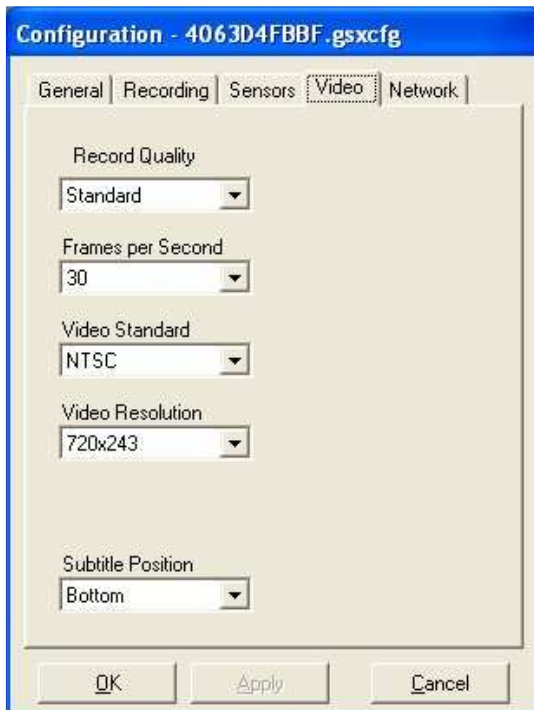 Configuration - 4063D4FBBF.gsxcfg
General Recording Sensors Video Network
Record Quality
Standard
Frames per Second
30
Video Standard
NTSC
Video Resolution
720x243
Subtitle Position
Bottom
OK Apply Cancel